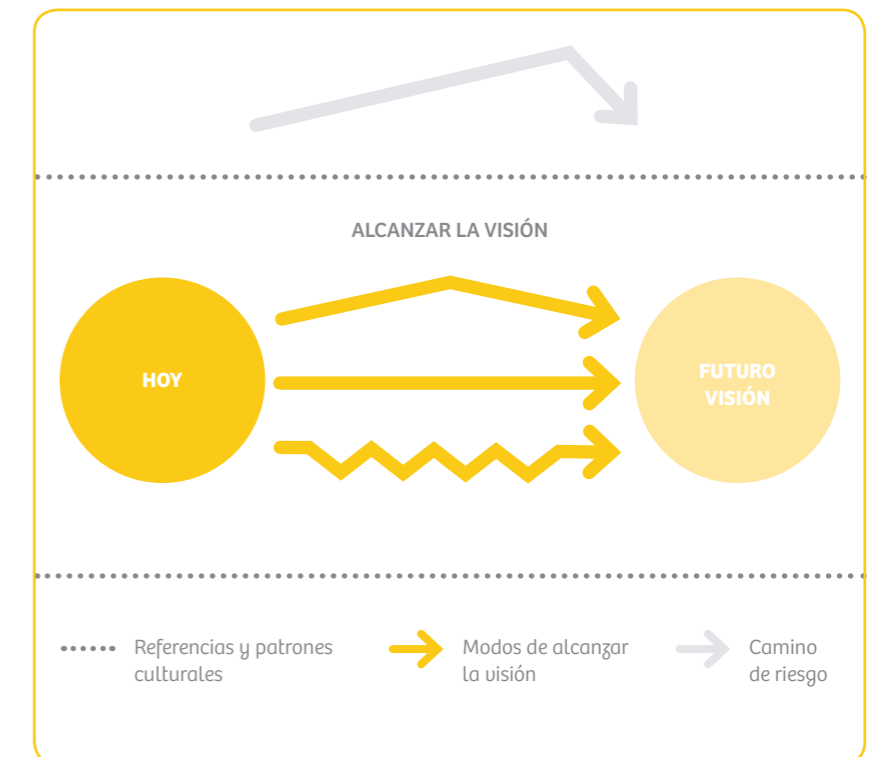 ALCANZAR LA VISIÓN
HOY
FUTURO
VISIÓN
Referencias y patrones
culturales
Modos de alcanzar
la visión
Camino
de riesgo